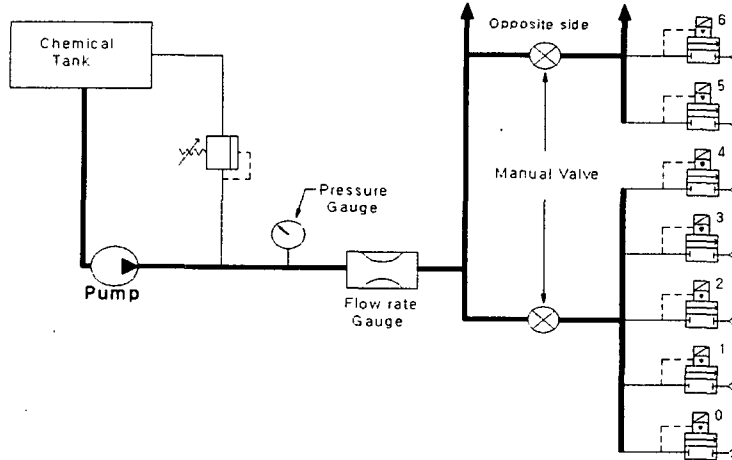 Chemical
Tank
Opposite side
6
5
4
Manual Valve
Pressure
Gauge
3
Pump
Flow rate
Gauge
2
1
0